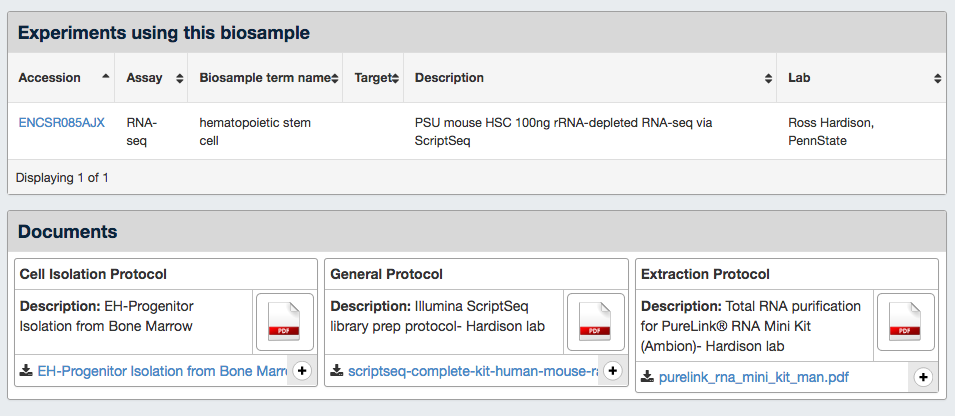 Experiments using this biosample
Accession Assay Biosample term name Target Description Lab
ENCSR085AJX RNA- hematopoietic stem PSU mouse HSC 100ng rRNA-depleted RNA-seq via Ross Hardison,
seq cell ScriptSeq PennState
Displaying 1 of 1
Documents
Cell Isolation Protocol
Description: EH-Progenitor
Isolation from Bone Marrow
PDF
EH-Progenitor Isolation from Bone Marr
General Protocol
Description: Illumina ScriptSeq
library prep protocol- Hardison lab
PDF
scriptseq-complete-kit-human-mouse-ra
Extraction Protocol
Description: Total RNA purification
for PureLink® RNA Mini Kit
(Ambion)- Hardison lab
PDF
purelink_rna_mini_kit_man.pdf